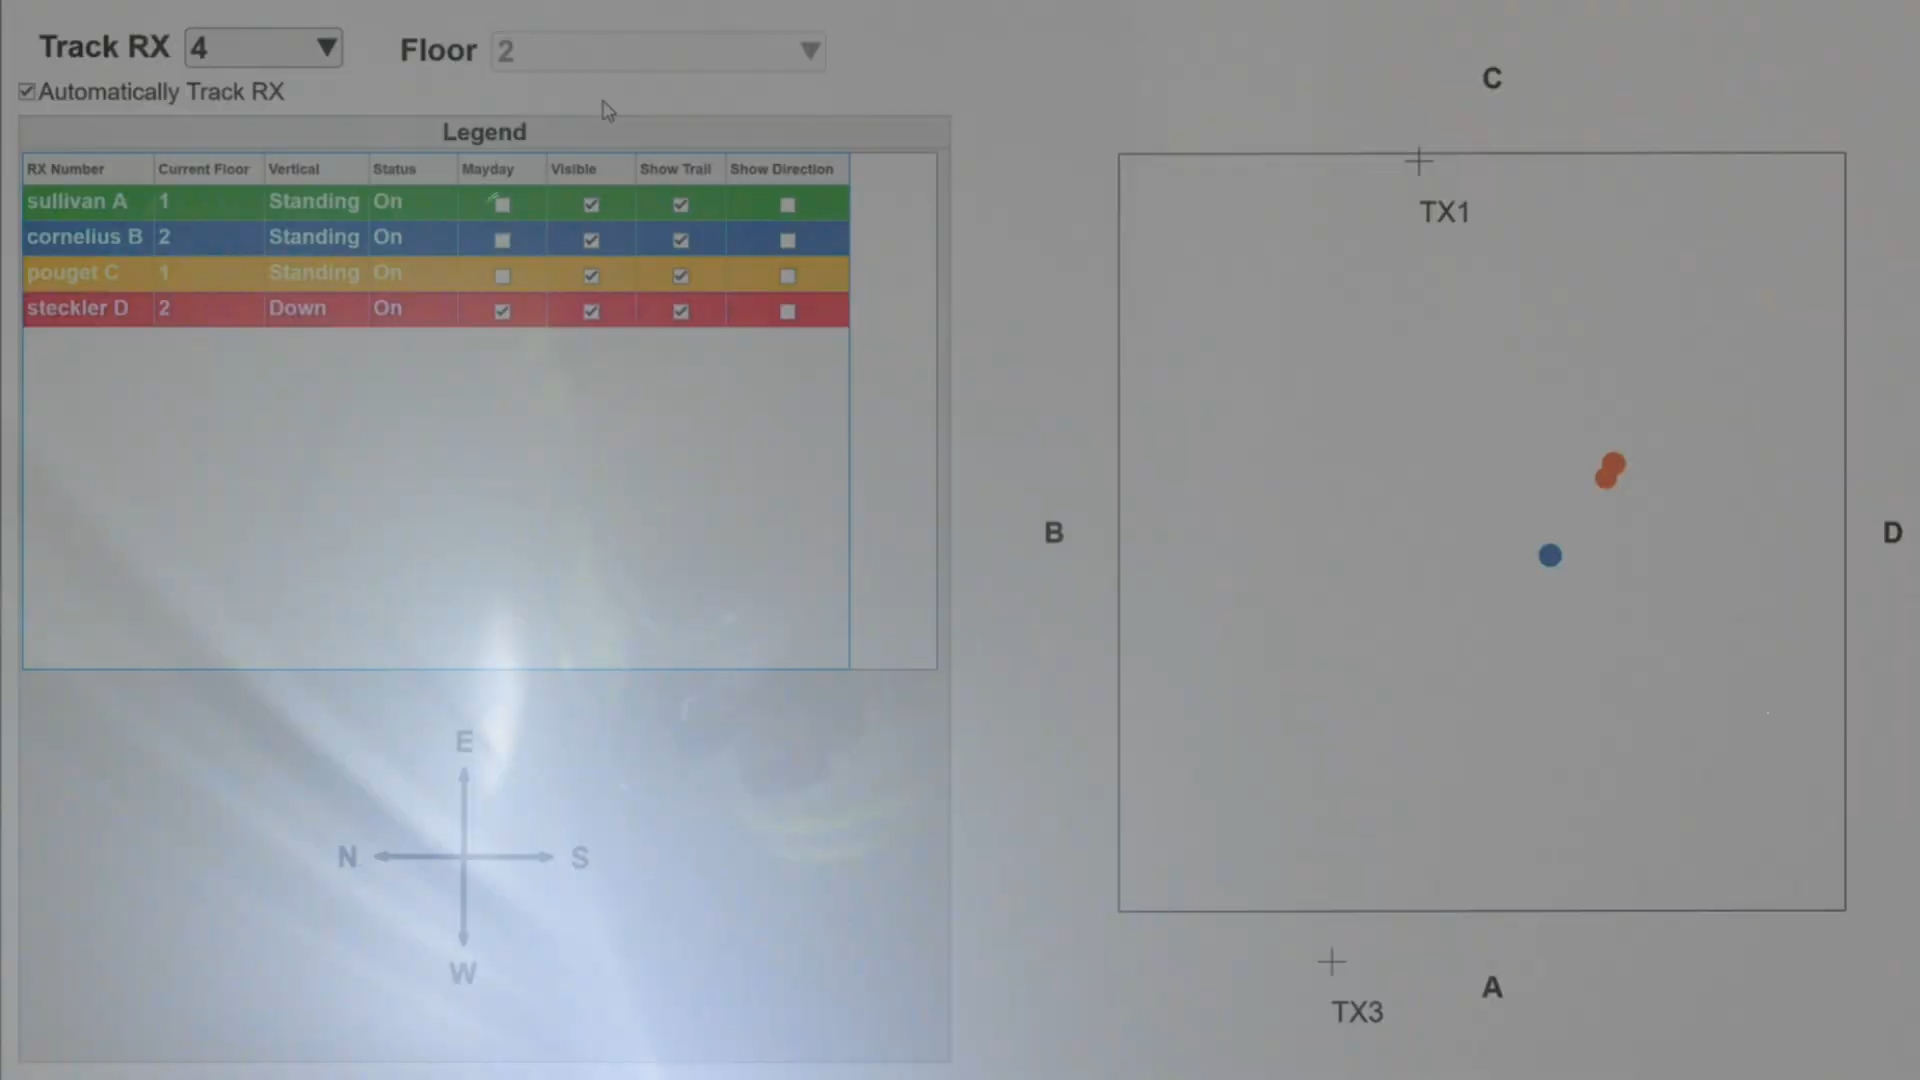 Track RX 4
Floor 2
Automatically Track RX
Legend
RX Number Current Floor Vertical Status Mayday Visible Show Trail Show Direction
sullivan A 1 Standing On
cornelius B 2 Standing On
pouget C 1 Standing On
steckler D 2 Down On
E
N S
W
C
TX1
B
D
TX3
A